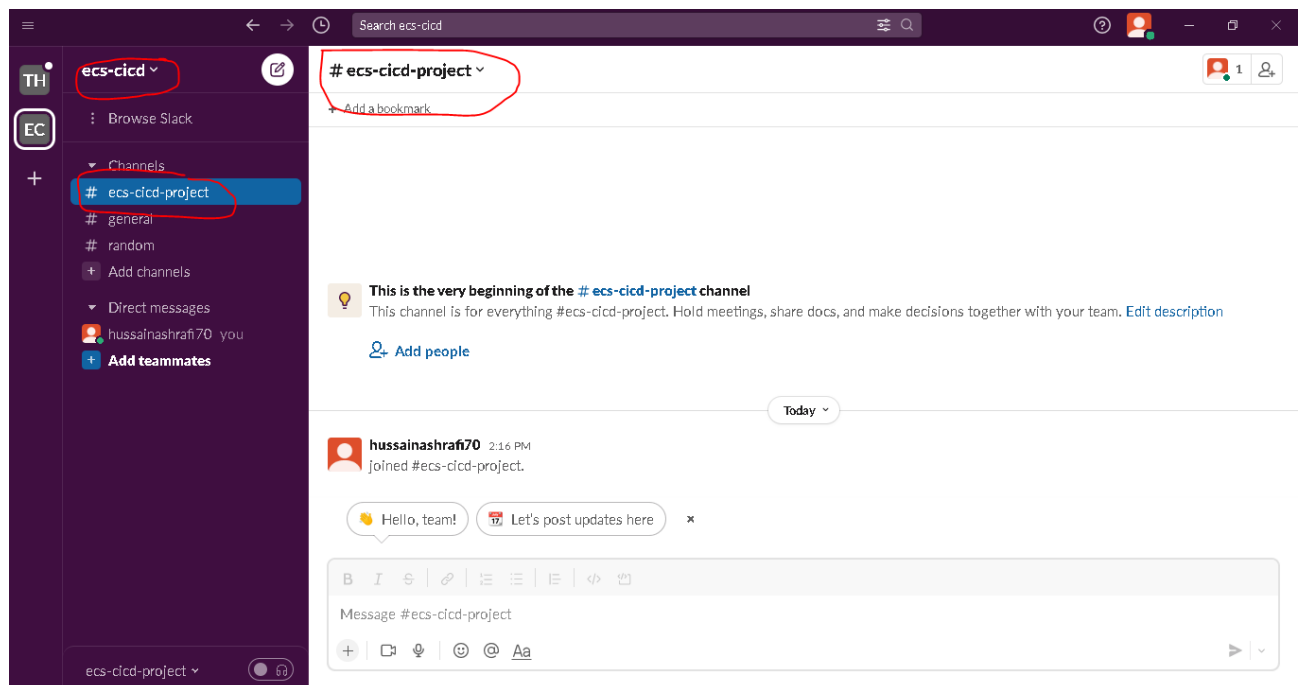 Search ecs-cicd
TH
EC
ecs-cicd
Browse Slack
Channels
# ecs-cicd-project
# general
# random
+ Add channels
Direct messages
hussainashrafi70 you
+ Add teammates
ecs-cicd-project
# ecs-cicd-project
1
+ Add a bookmark
This is the very beginning of the # ecs-cicd-project channel
This channel is for everything #ecs-cicd-project. Hold meetings, share docs, and make decisions together with your team. Edit description
Add people
Today
hussainashrafi70 2:16 PM
joined #ecs-cicd-project.
Hello, team!
Let's post updates here
B I S
Message #ecs-cicd-project
+ @ Aa